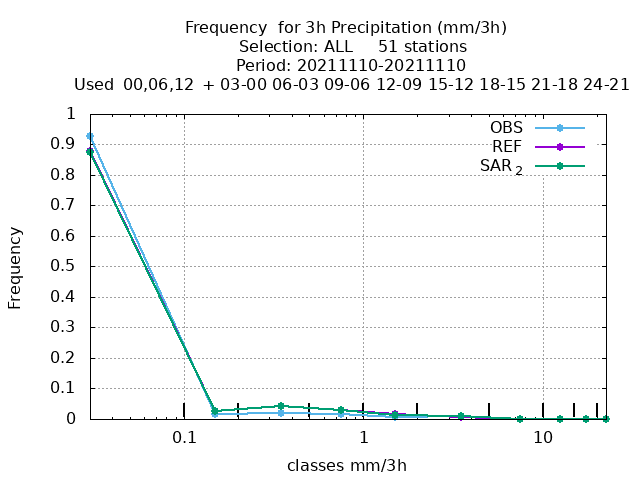 Frequency  for 3h Precipitation (mm/3h)
Selection: ALL     51 stations
Period: 20211110-20211110
Used  00,06,12  + 03-00 06-03 09-06 12-09 15-12 18-15 21-18 24-21
OBS
REF
SAR 2
1
0.9
0.8
0.7
0.6
0.5
0.4
0.3
0.2
0.1
0
Frequency
0.1
1
10
classes mm/3h